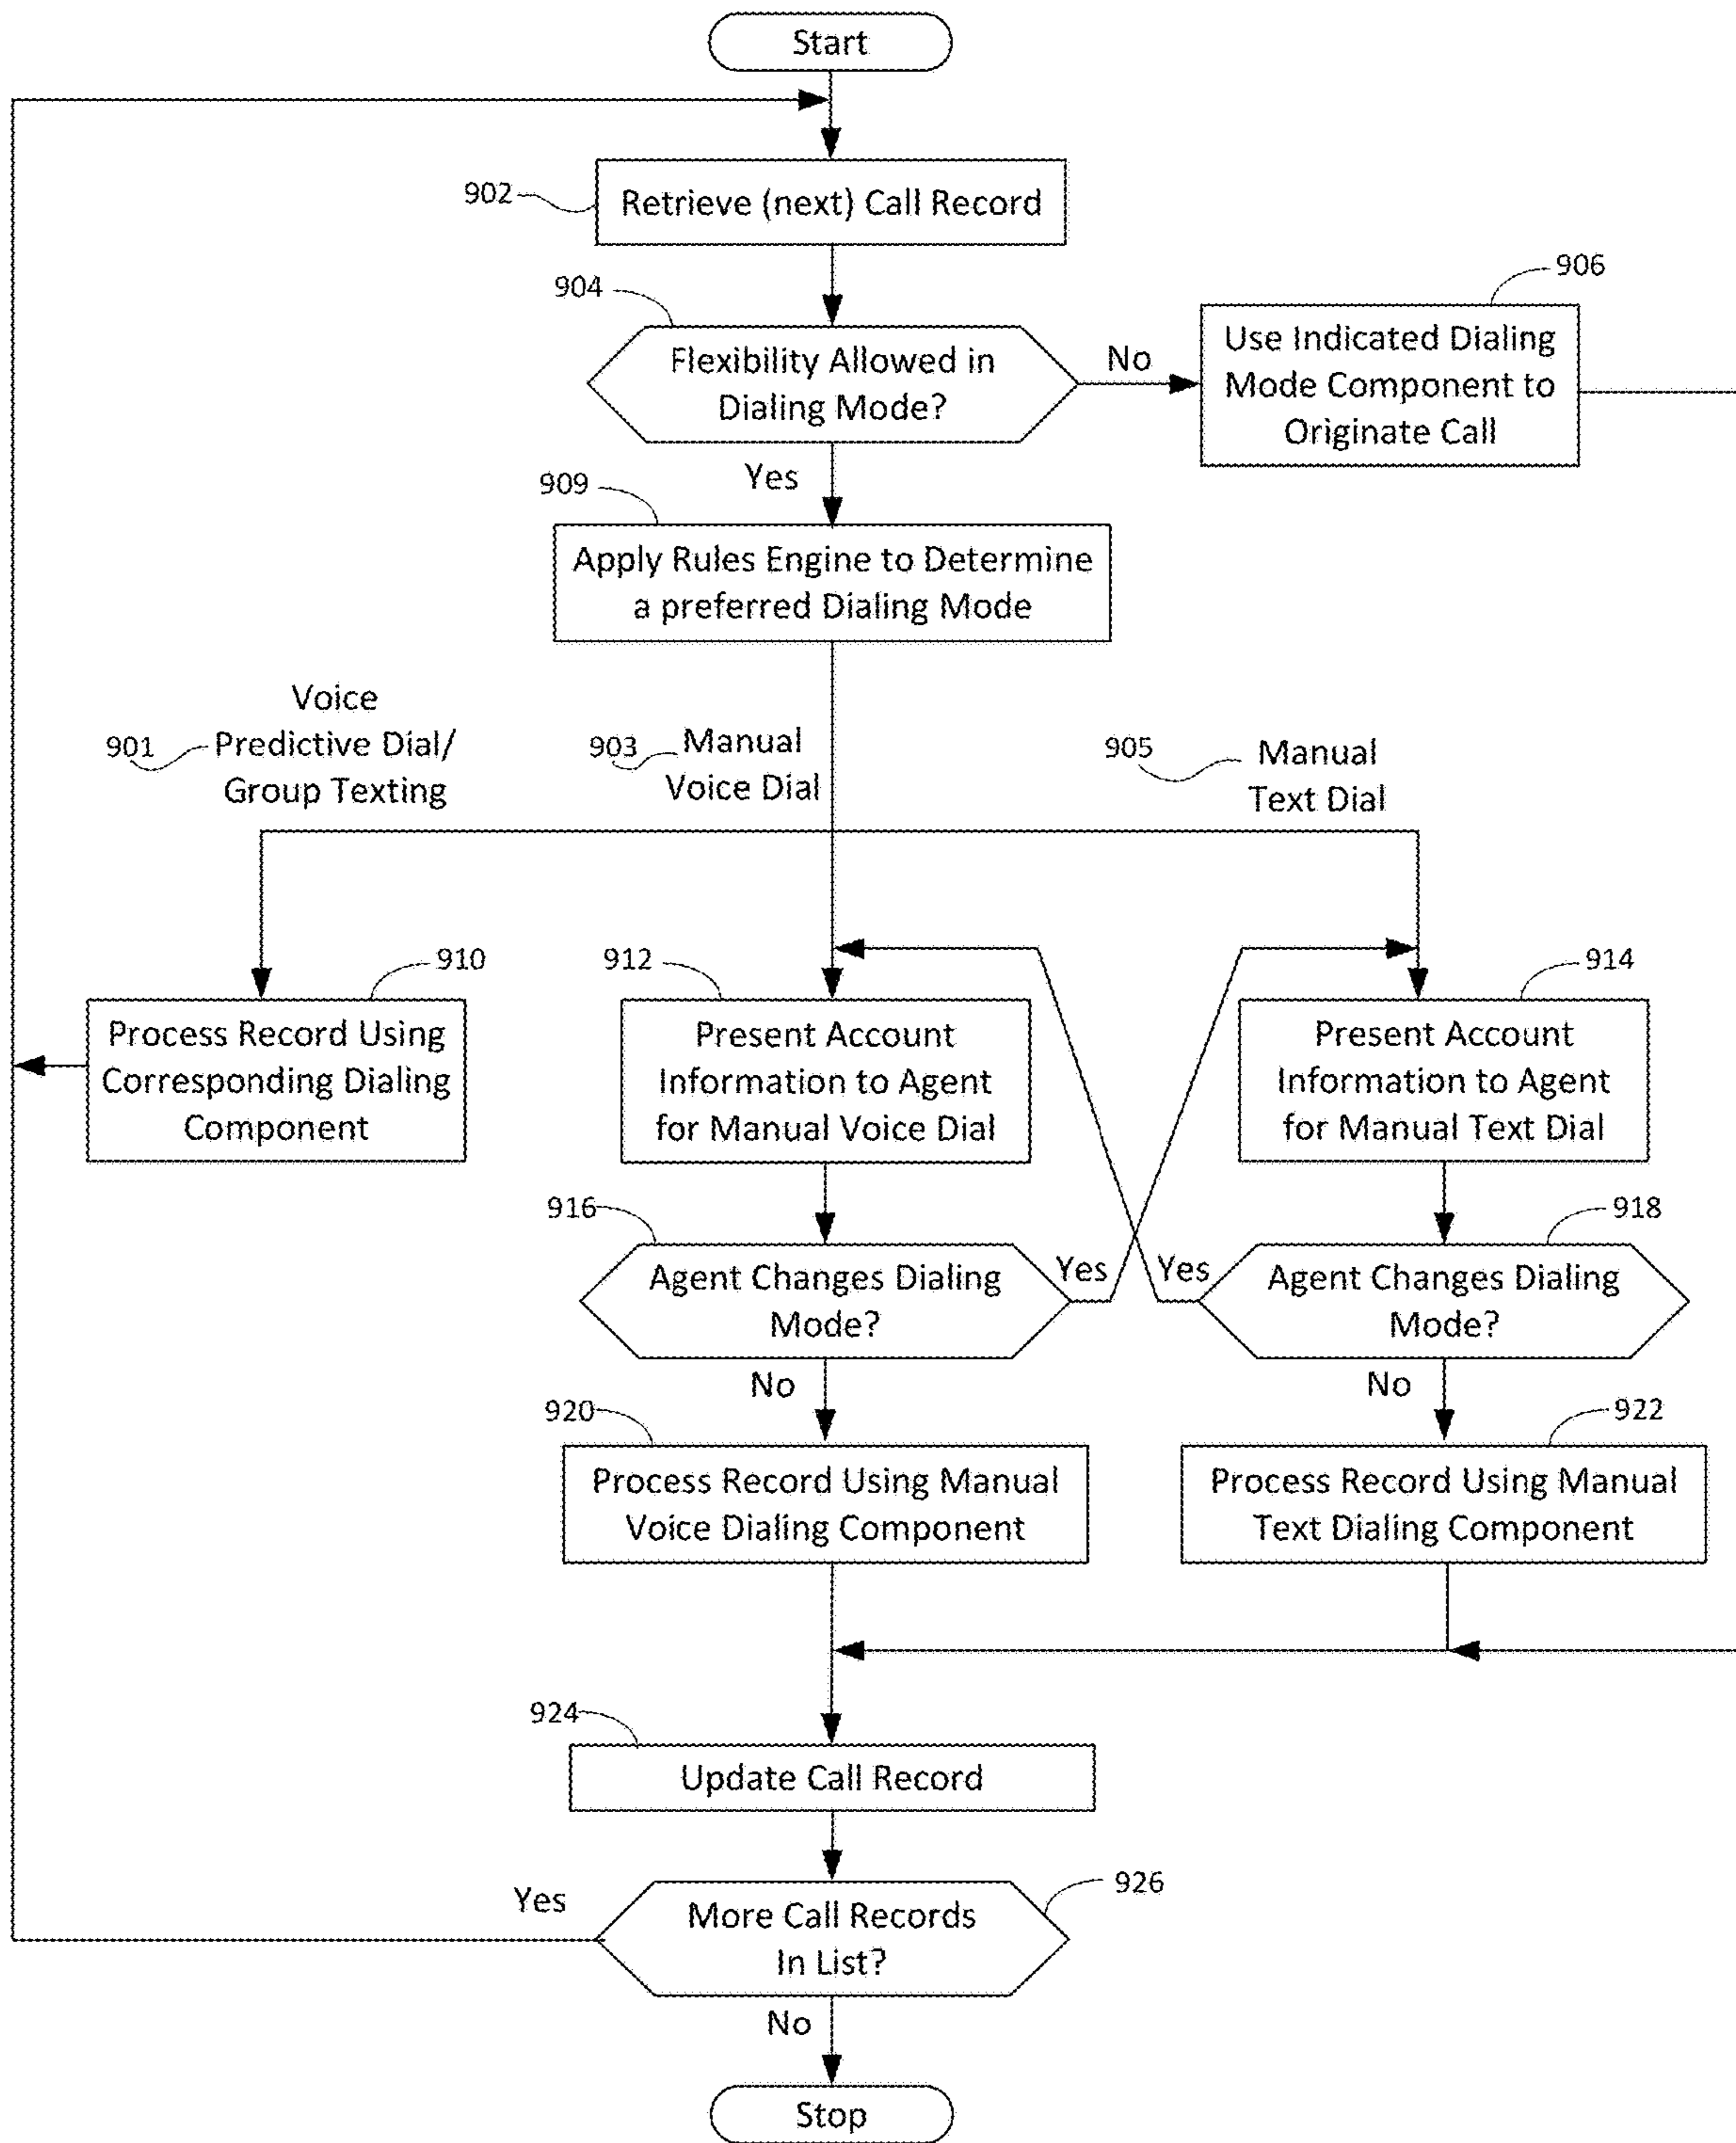 Start
902
Retrieve (next) Call Record
904
Flexibility Allowed in
Dialing Mode?
No
906
Use Indicated Dialing
Mode Component to
Originate Call
Yes
909
Apply Rules Engine to Determine
a preferred Dialing Mode
901
Voice
Predictive Dial/
Group Texting
903
Manual
Voice Dial
905
Manual
Text Dial
910
Process Record Using
Corresponding Dialing
Component
912
Present Account
Information to Agent
for Manual Voice Dial
914
Present Account
Information to Agent
for Manual Text Dial
916
Agent Changes Dialing
Mode?
Yes
Yes
918
Agent Changes Dialing
Mode?
No
No
920
Process Record Using Manual
Voice Dialing Component
922
Process Record Using Manual
Text Dialing Component
924
Update Call Record
Yes
926
More Call Records
In List?
No
Stop